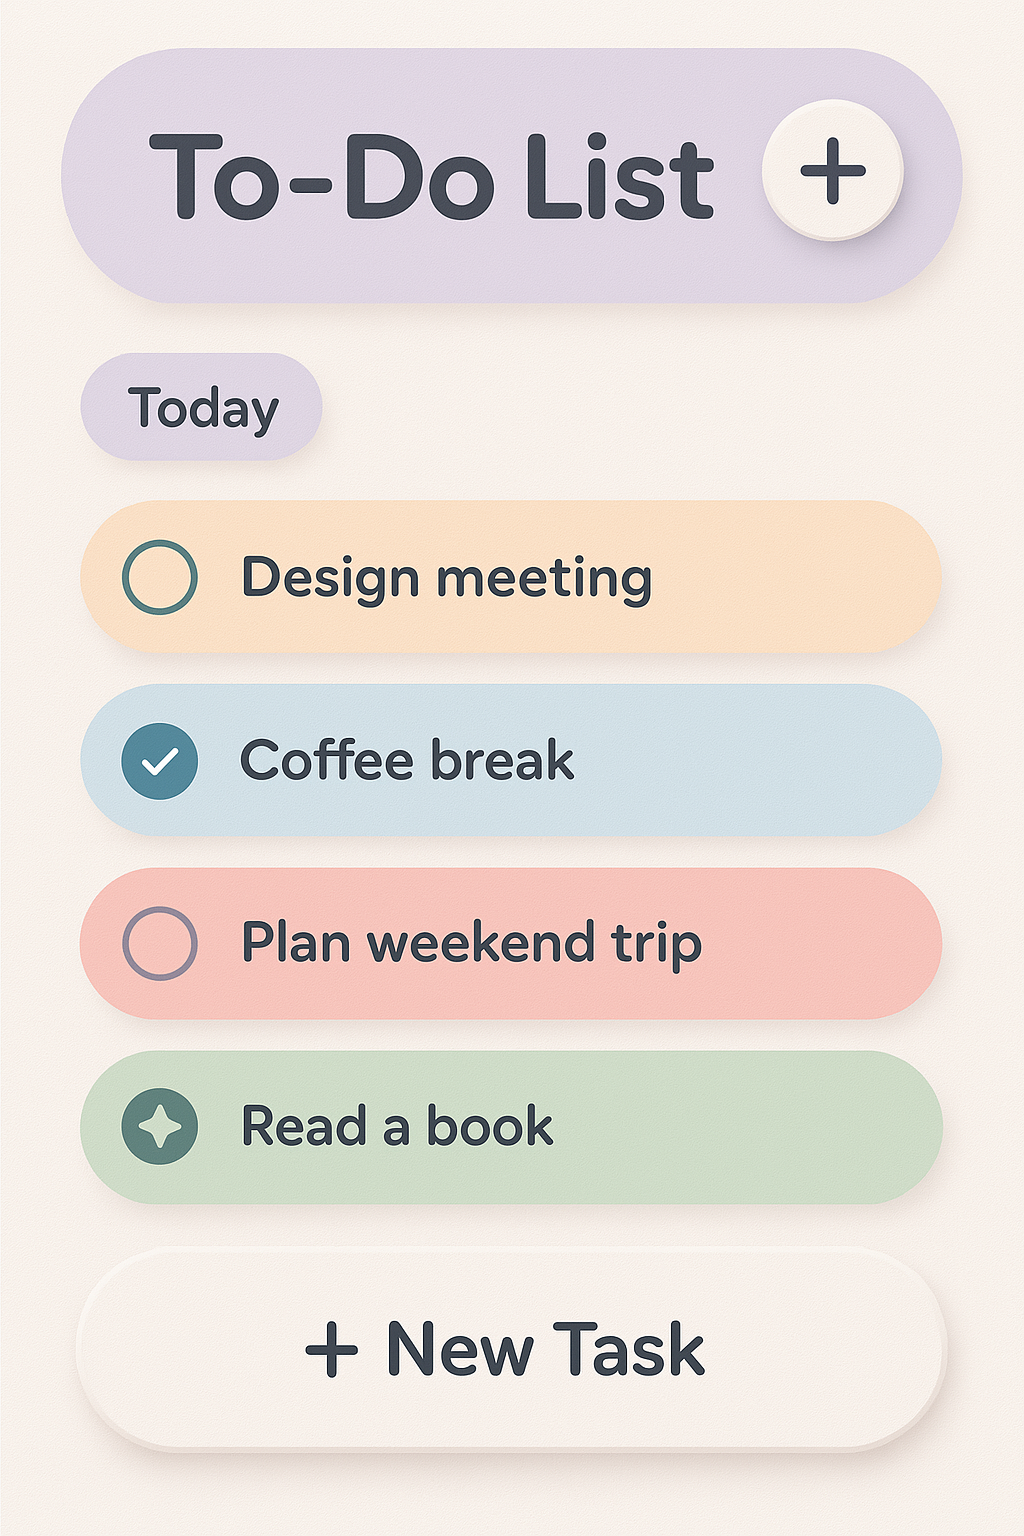 To-Do List +
Today
Design meeting
Coffee break
Plan weekend trip
Read a book
+ New Task